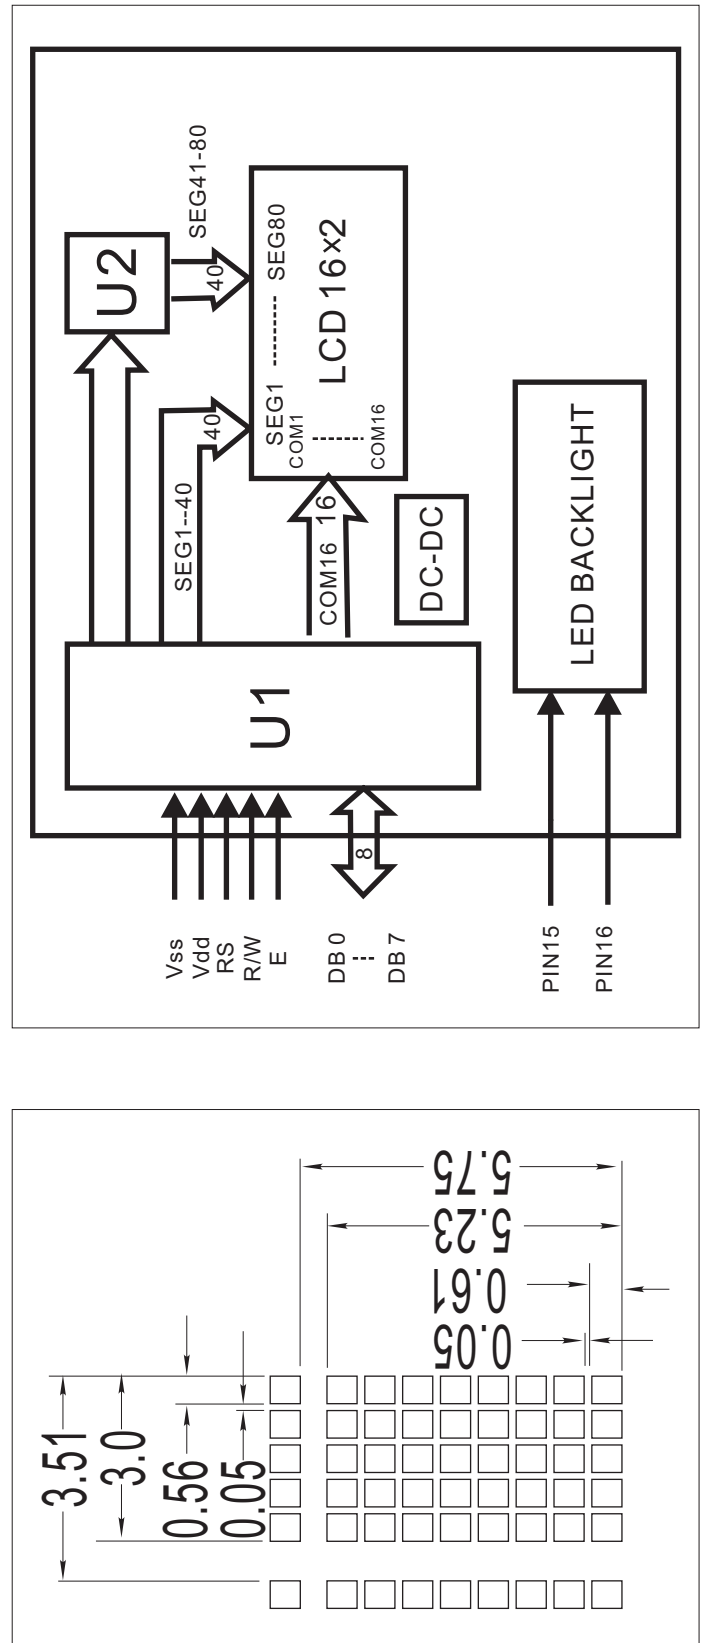 SEG41-80
U2
40
SEG1 ---------- SEG80
LCD 16×2
COM1
--------
COM16
SEG1--40
40
COM16 16
DC-DC
LED BACKLIGHT
U1
8
Vss
Vdd
RS
R/W
E
DB0
----
DB7
PIN15
PIN16
5.75
5.23
0.61
0.05
3.51
3.0
0.56
0.05